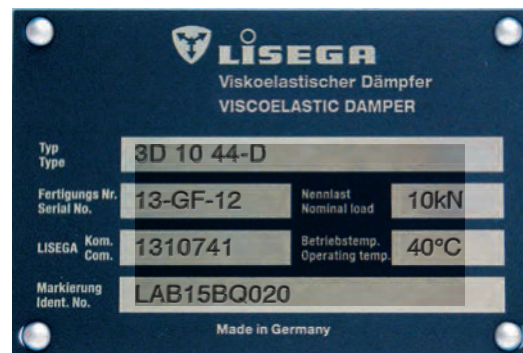 LISEGA
Viskoelastischer Dämpfer
VISCOELASTIC DAMPER
Typ
Type
3D 10 44-D
Fertigungs Nr.
Serial No.
13-GF-12
Nennlast
Nominal load
10kN
LISEGA Kom.
Com.
1310741
Betriebstemp.
Operating temp.
40°C
Markierung
Ident. No.
LAB15BQ020
Made in Germany